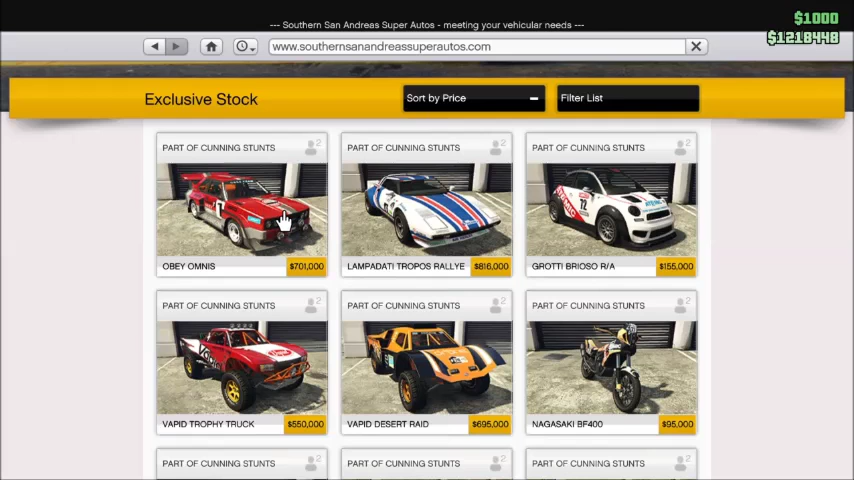 --- Southern San Andreas Super Autos - meeting your vehicular needs ---
$1000
$1218448
www.southernsanandreassuperautos.com
Exclusive Stock
Sort by Price
Filter List
PART OF CUNNING STUNTS 2
PART OF CUNNING STUNTS 2
PART OF CUNNING STUNTS 2
OBEY OMNIS $701,000
LAMPADATI TROPOS RALLYE $816,000
GROTTI BRIOSO R/A $155,000
PART OF CUNNING STUNTS 2
PART OF CUNNING STUNTS 2
PART OF CUNNING STUNTS 2
VAPID TROPHY TRUCK $550,000
VAPID DESERT RAID $695,000
NAGASAKI BF400 $95,000
PART OF CUNNING STUNTS 2
PART OF CUNNING STUNTS 2
PART OF CUNNING STUNTS 2